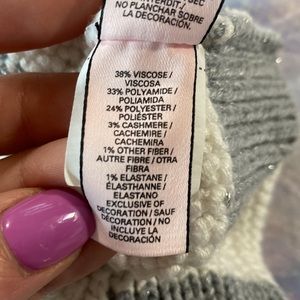 NO PLANCHAR SOBRE
LA DECORACIÓN.
38% VISCOSE /
VISCOSA
33% POLYAMIDE /
POLIAMIDA
24% POLYESTER /
POLIÉSTER
3% CASHMERE /
CACHEMIRE /
CACHEMIRA
1% OTHER FIBER /
AUTRE FIBRE / OTRA
FIBRA
1% ELASTANE /
ÉLASTHANNE /
ELASTANO
EXCLUSIVE OF
DECORATION / SAUF
DÉCORATION / NO
INCLUYE LA
DECORACIÓN